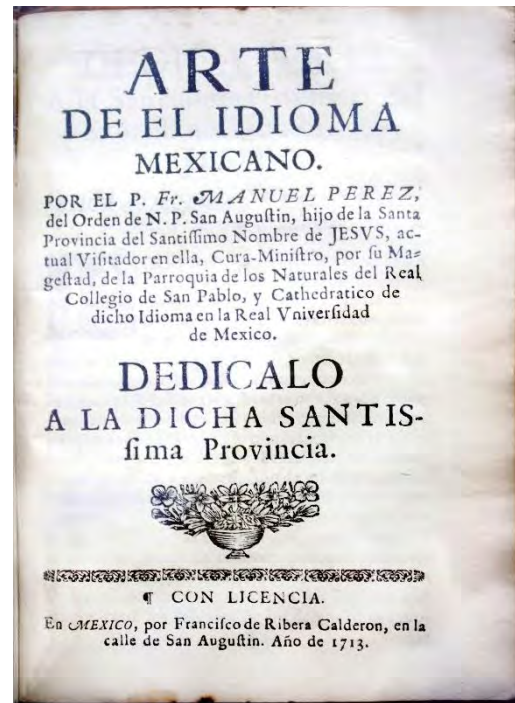 ARTE
DE EL IDIOMA
MEXICANO.
POR EL P. Fr. MANUEL PEREZ,
del Orden de N. P. San Auguſtin, hijo de la Santa
Provincia del Santiſſimo Nombre de JESVS, ac-
tual Viſitador en ella, Cura-Miniſtro, por ſu Ma-
geſtad, de la Parroquia de los Naturales del Real
Collegio de San Pablo, y Cathedratico de
dicho Idioma en la Real Vniverſidad
de Mexico.
DEDICALO
A LA DICHA SANTIS-
ſima Provincia.
¶ CON LICENCIA.
En MEXICO, por Franciſco de Ribera Calderon, en la
calle de San Auguſtin. Año de 1713.